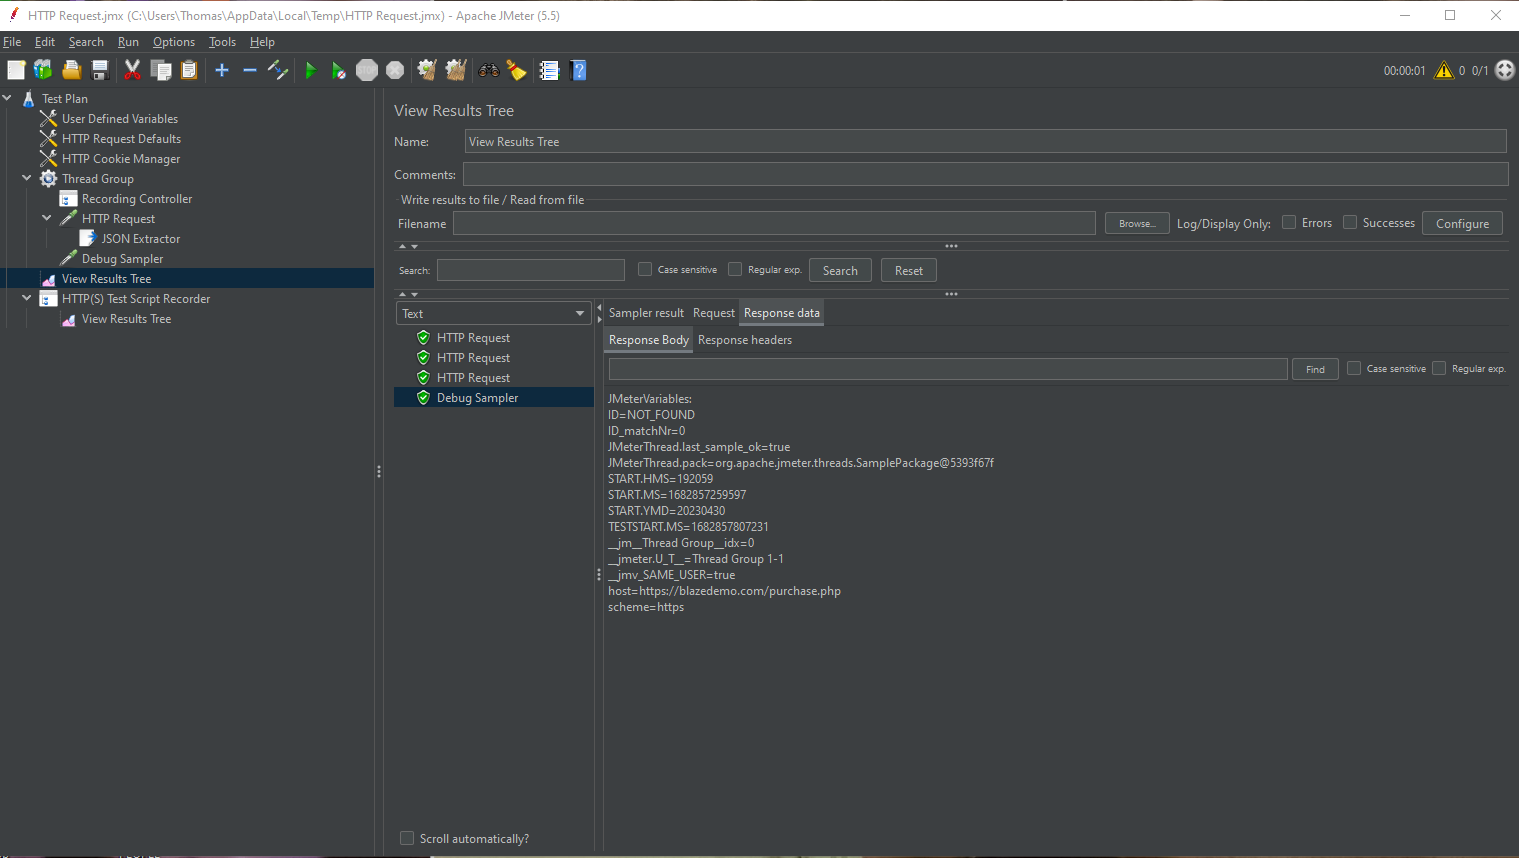 HTTP Request.jmx (C:\Users\Thomas\AppData\Local\Temp\HTTP Request.jmx) - Apache JMeter (5.5)
File Edit Search Run Options Tools Help
STOP 00:00:01 0 0/1
Test Plan
User Defined Variables
HTTP Request Defaults
HTTP Cookie Manager
Thread Group
Recording Controller
HTTP Request
JSON Extractor
Debug Sampler
View Results Tree
HTTP(S) Test Script Recorder
View Results Tree
View Results Tree
Name: View Results Tree
Comments:
Write results to file / Read from file
Filename Browse... Log/Display Only: Errors Successes Configure
Search: Case sensitive Regular exp. Search Reset
Text
HTTP Request
HTTP Request
HTTP Request
Debug Sampler
Scroll automatically?
Sampler result Request Response data
Response Body Response headers
Find Case sensitive Regular exp.
JMeterVariables:
ID=NOT_FOUND
ID_matchNr=0
JMeterThread.last_sample_ok=true
JMeterThread.pack=org.apache.jmeter.threads.SamplePackage@5393f67f
START.HMS=192059
START.MS=1682857259597
START.YMD=20230430
TESTSTART.MS=1682857807231
__jm__Thread Group__idx=0
__jmeter.U_T__=Thread Group 1-1
__jmv_SAME_USER=true
host=https://blazedemo.com/purchase.php
scheme=https